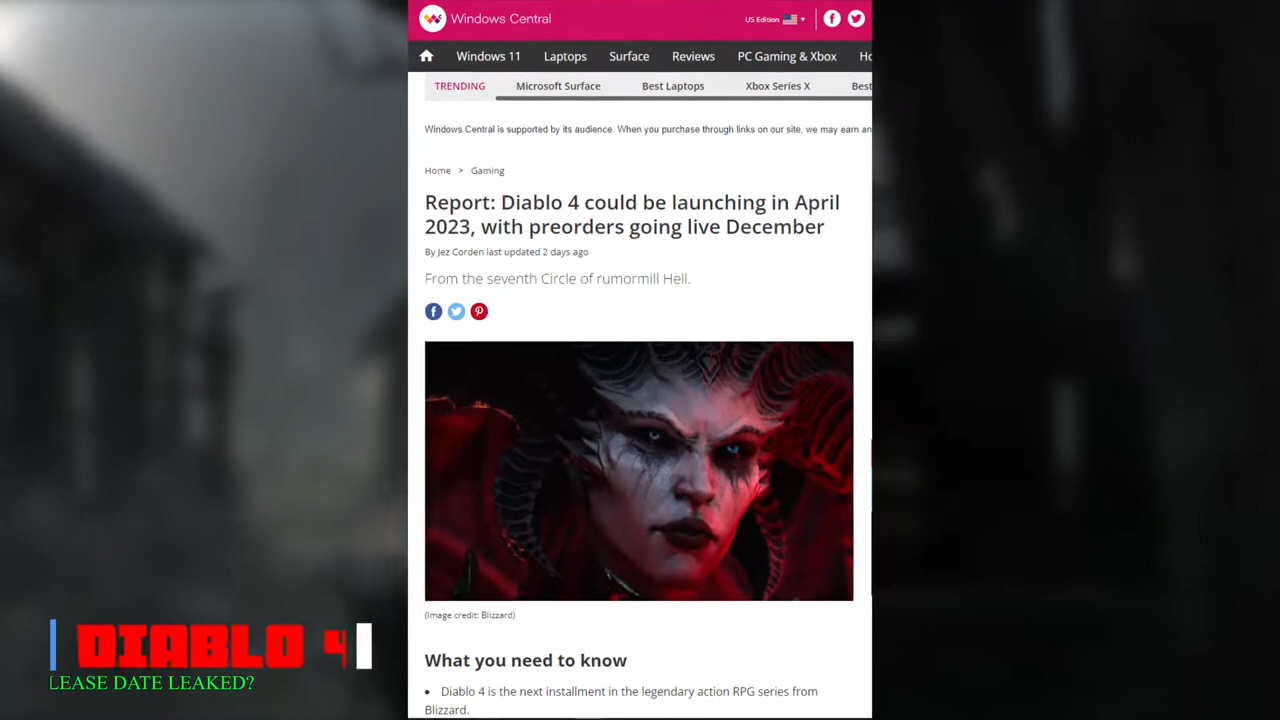 Windows Central
US Edition
Windows 11 Laptops Surface Reviews PC Gaming & Xbox Ho
TRENDING Microsoft Surface Best Laptops Xbox Series X Best
Windows Central is supported by its audience. When you purchase through links on our site, we may earn an
Home > Gaming
Report: Diablo 4 could be launching in April
2023, with preorders going live December
By Jez Corden last updated 2 days ago
From the seventh Circle of rumormill Hell.
(Image credit: Blizzard)
What you need to know
• Diablo 4 is the next installment in the legendary action RPG series from
Blizzard.
DIABLO 4
LEASE DATE LEAKED?